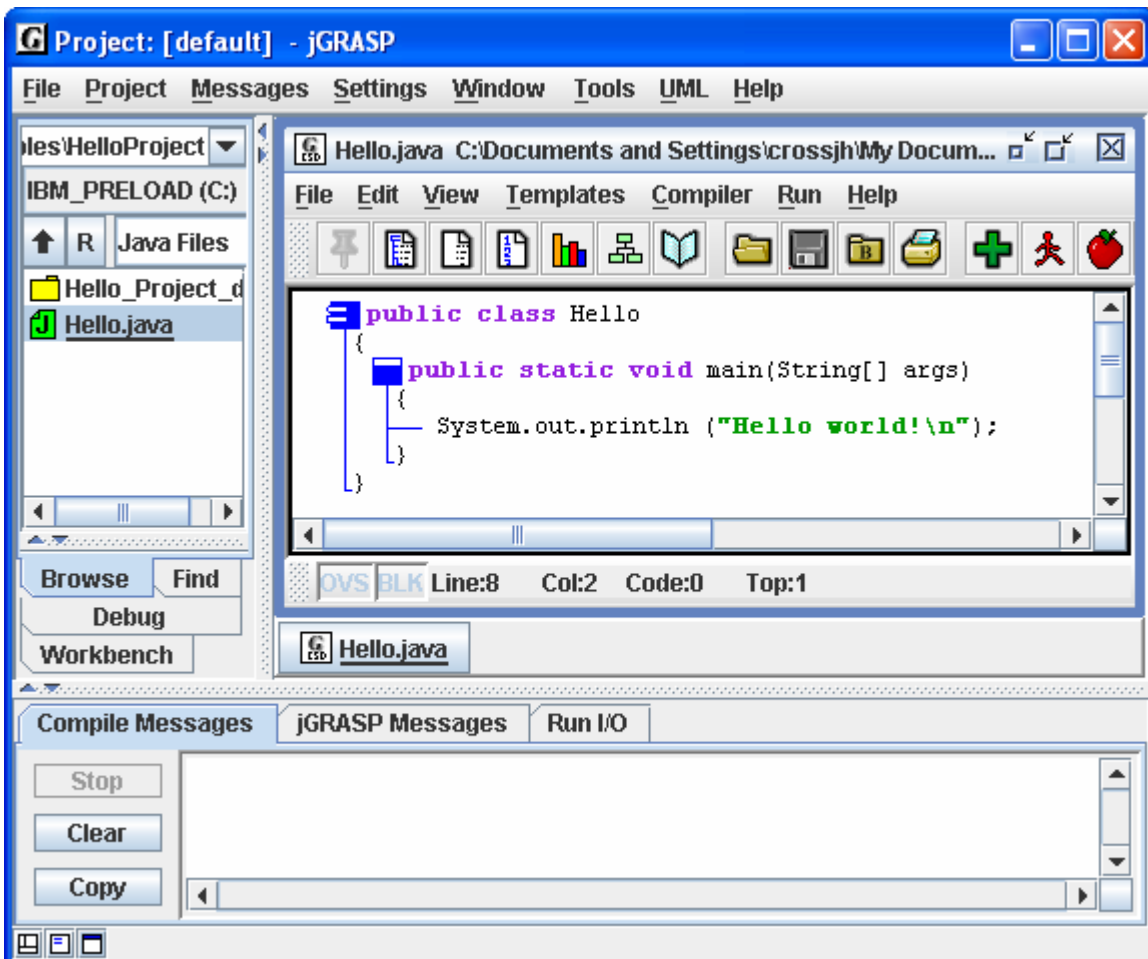 Project: [default] - jGRASP
File Project Messages Settings Window Tools UML Help
les\HelloProject
IBM_PRELOAD (C:)
R Java Files
Hello_Project_d
Hello.java
Hello.java C:\Documents and Settings\crossjh\My Docum...
File Edit View Templates Compiler Run Help
public class Hello
{
public static void main(String[] args)
{
System.out.println ("Hello world!\n");
}
}
OVS BLK Line:8 Col:2 Code:0 Top:1
Browse Find
Debug
Workbench
Hello.java
Compile Messages jGRASP Messages Run I/O
Stop
Clear
Copy